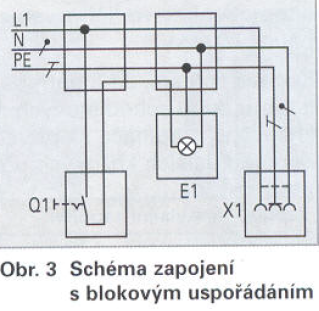 L1
N
PE
Q1
E1
X1
Obr. 3 Schéma zapojení
s blokovým uspořádáním